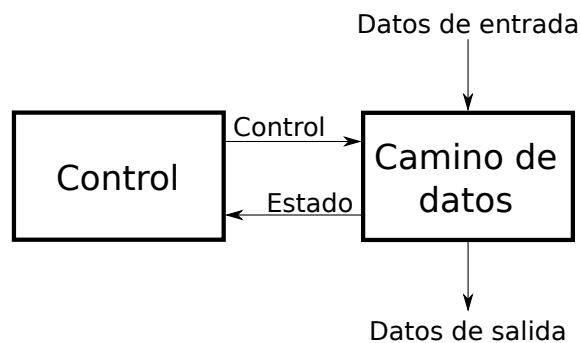 Datos de entrada
Control
Control
Camino de
datos
Estado
Datos de salida